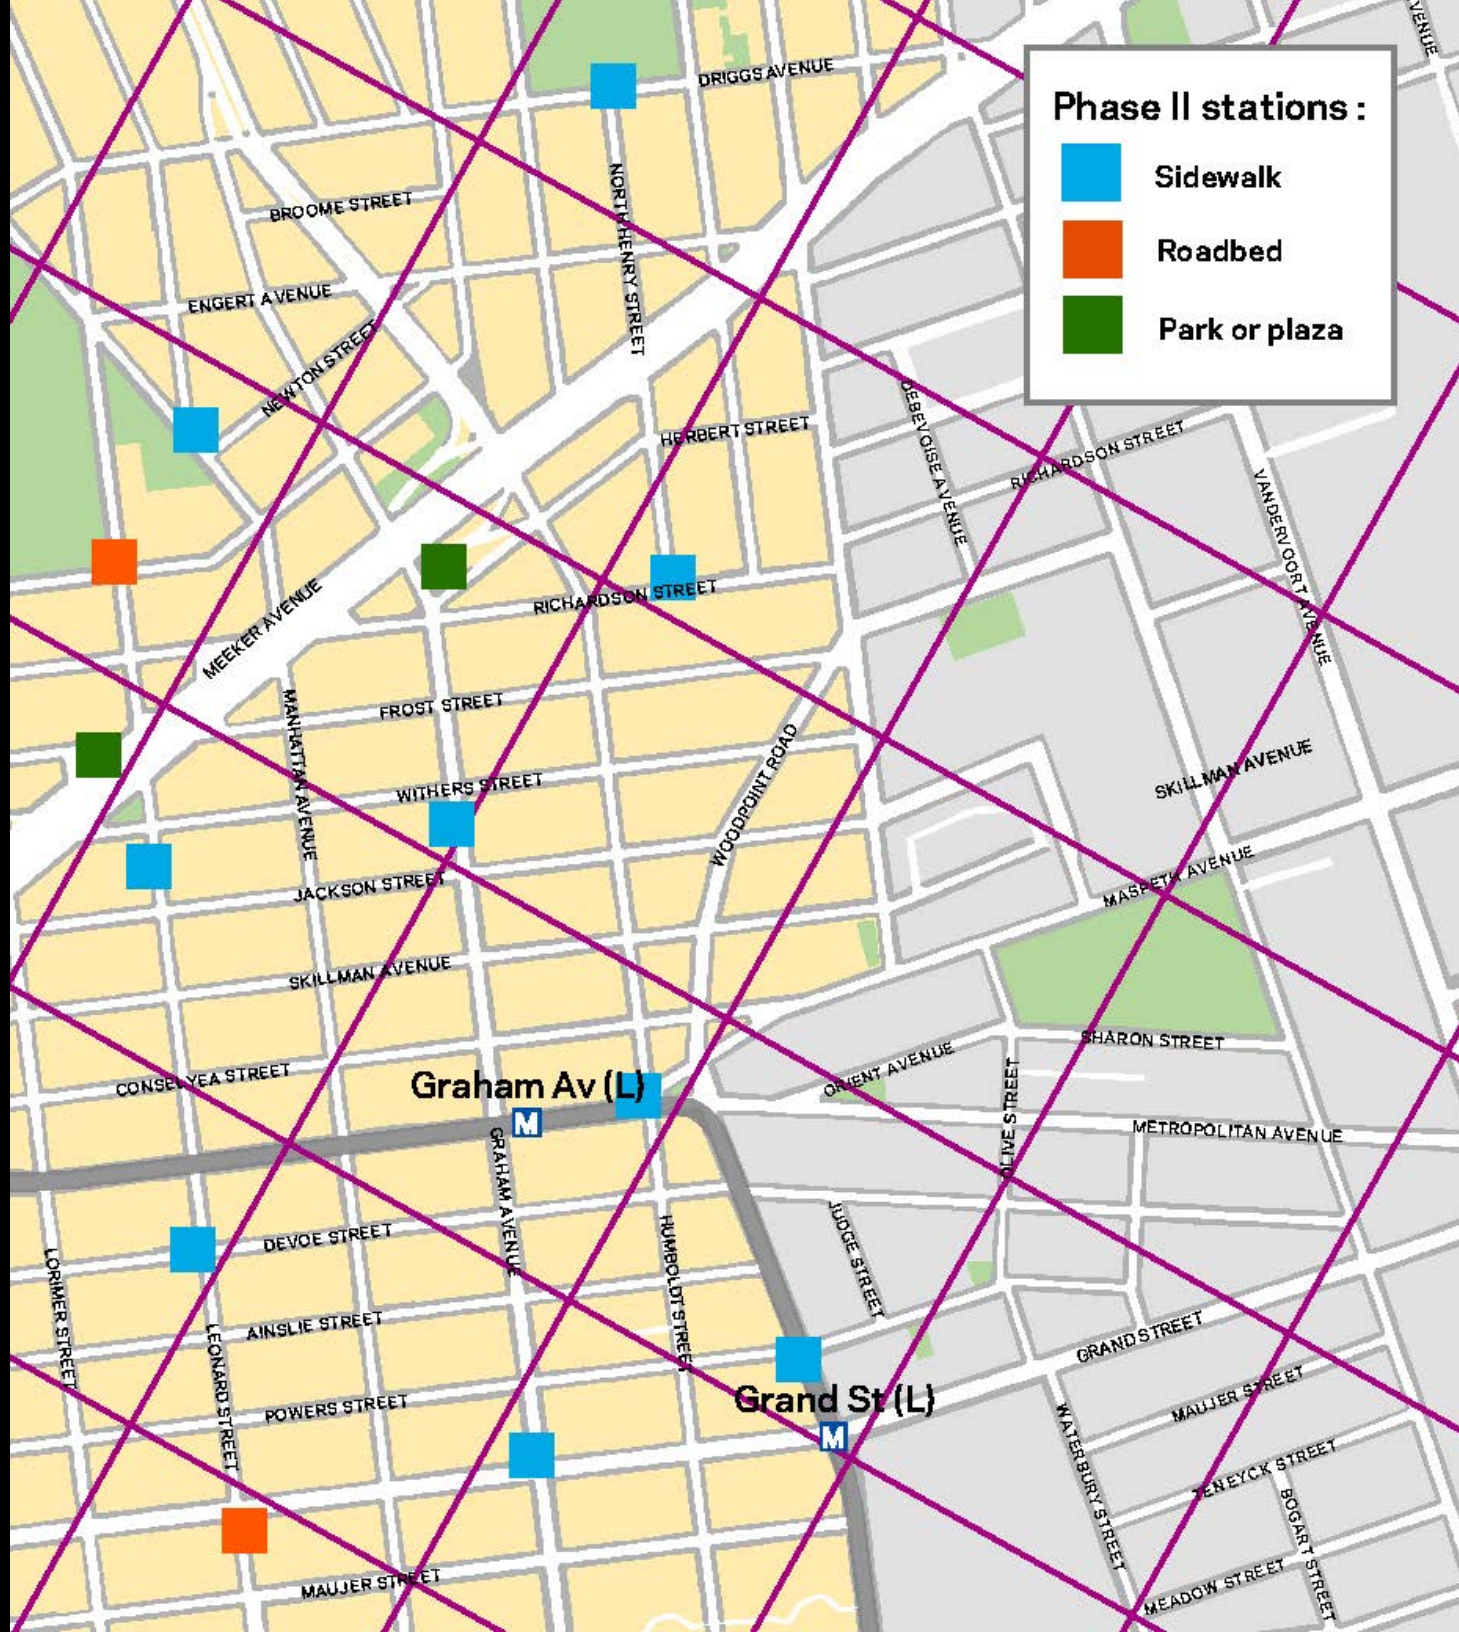 VENUE
DRIGGS AVENUE
Phase II stations :
Sidewalk
Roadbed
Park or plaza
BROOME STREET
NORTH HENRY STREET
ENGERT AVENUE
NEWTON STREET
HERBERT STREET
DEBEVOISE AVENUE
RICHARDSON STREET
VANDERVOORT AVENUE
MEEKER AVENUE
RICHARDSON STREET
FROST STREET
MANHATTAN AVENUE
WITHERS STREET
WOODPOINT ROAD
SKILLMAN AVENUE
JACKSON STREET
MASPETH AVENUE
SKILLMAN AVENUE
SHARON STREET
CONSELYEA STREET
Graham Av (L)
M
ORIENT AVENUE
OLIVE STREET
METROPOLITAN AVENUE
GRAHAM AVENUE
DEVOE STREET
HUMBOLDT STREET
JUDGE STREET
LORIMER STREET
AINSLIE STREET
LEONARD STREET
GRAND STREET
POWERS STREET
Grand St (L)
M
MAUJER STREET
WATERBURY STREET
TEN EYCK STREET
BOGART STREET
MAUJER STREET
MEADOW STREET